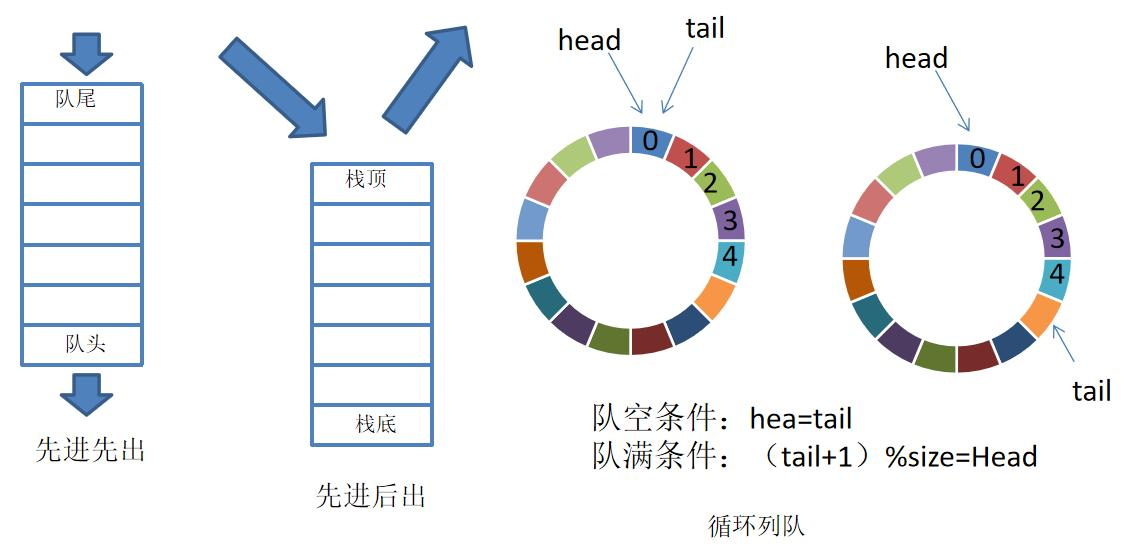 队尾
队头
先进先出
栈顶
栈底
先进后出
head
tail
0
1
2
3
4
head
0
1
2
3
4
tail
队空条件：hea=tail
队满条件：（tail+1）%size=Head
循环列队